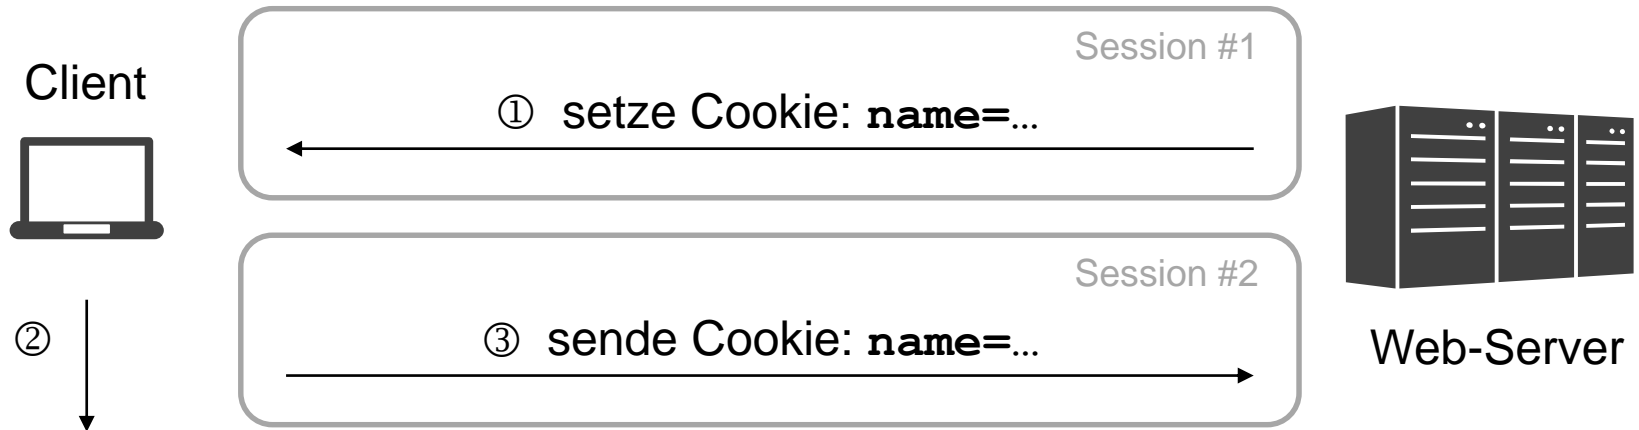 Client
Session #1
① setze Cookie: name=…
Session #2
② 
③ sende Cookie: name=…
Web-Server